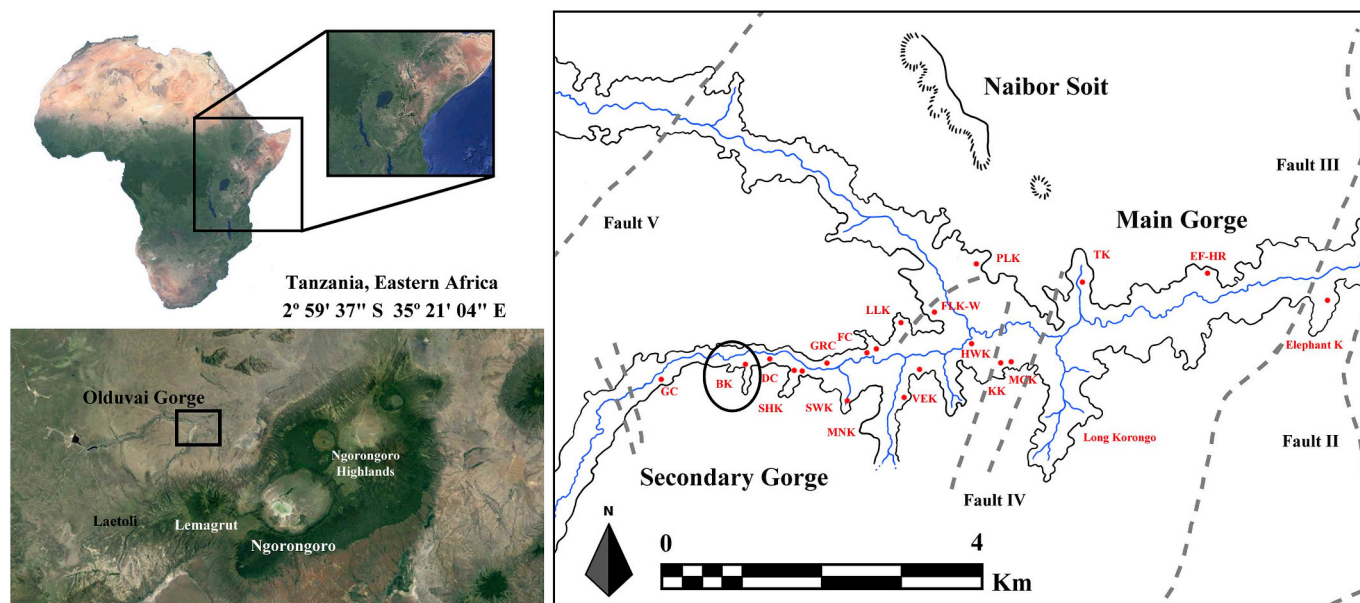 Tanzania, Eastern Africa
2º 59' 37" S 35º 21' 04" E
Olduvai Gorge
Ngorongoro
Highlands
Laetoli
Lemagrut
Ngorongoro
Naibor Soit
Fault III
Main Gorge
Fault V
PLK
TK
EF-HR
LLK
FLK-W
FC
GRC
HWK
Elephant K
GC
BK
DC
SHK
SWK
VEK
KK
MCK
MNK
Long Korongo
Fault II
Secondary Gorge
Fault IV
N
0
4
Km